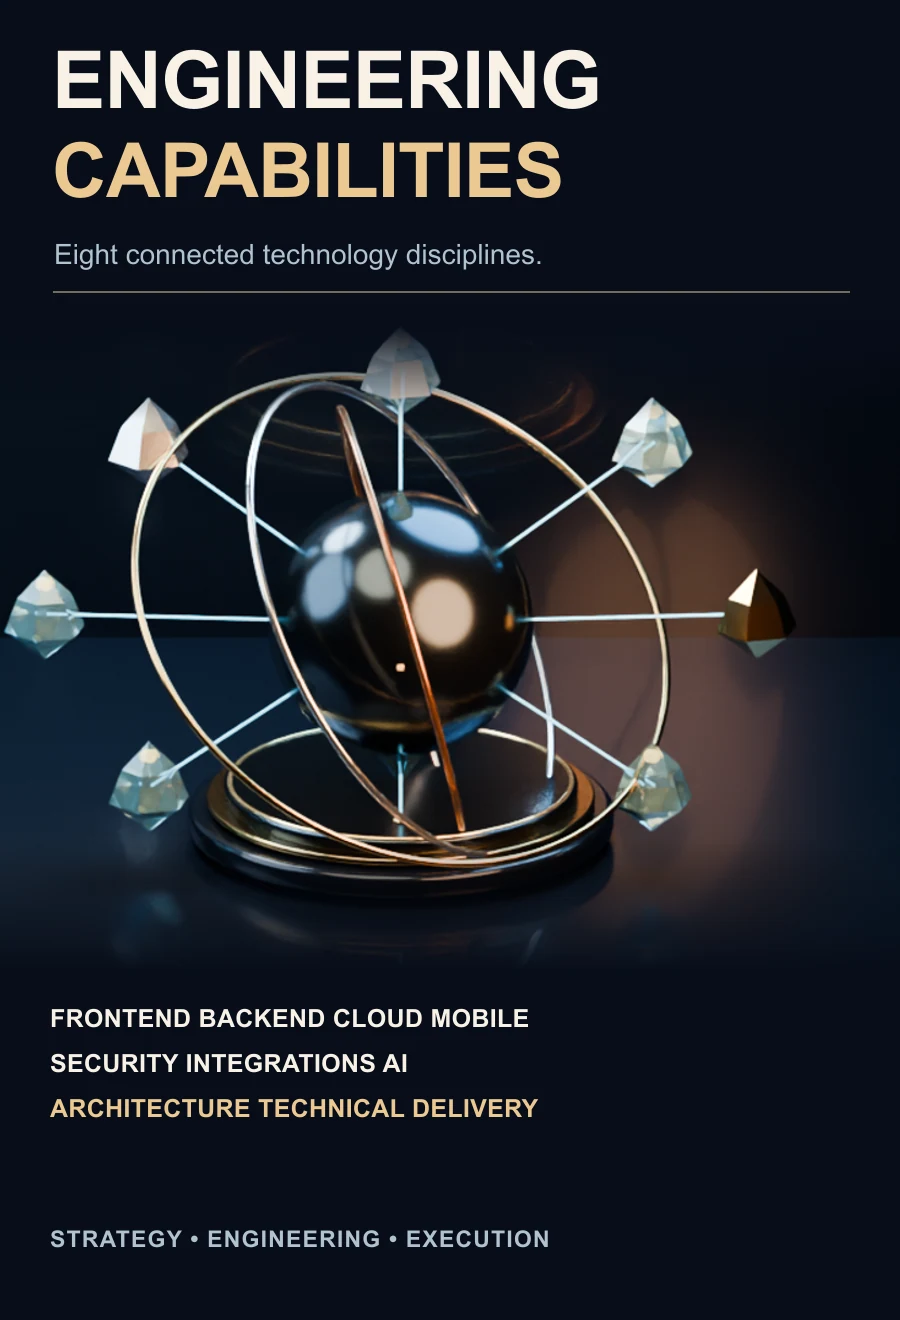 ENGINEERING
CAPABILITIES
Eight connected technology disciplines.
FRONTEND BACKEND CLOUD MOBILE
SECURITY INTEGRATIONS AI
ARCHITECTURE TECHNICAL DELIVERY
STRATEGY • ENGINEERING • EXECUTION